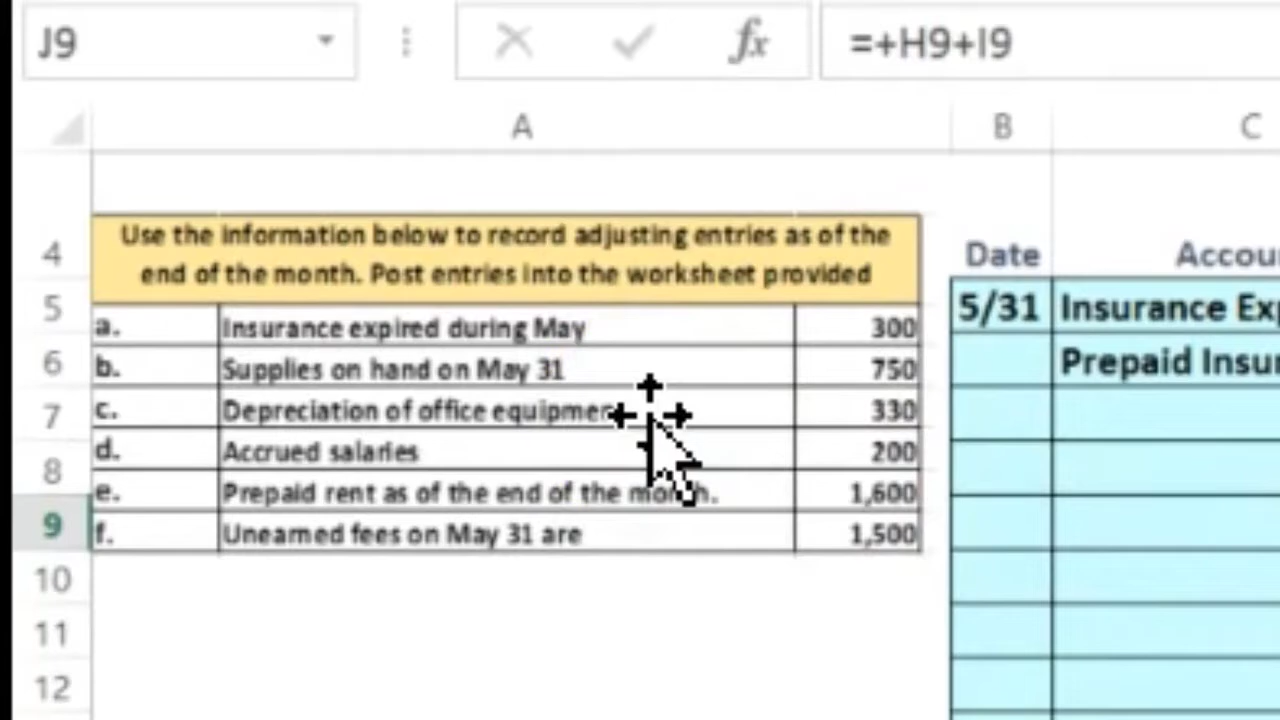 J9 fx =+H9+I9
A B C
4 Use the information below to record adjusting entries as of the
end of the month. Post entries into the worksheet provided
Date
5 a. Insurance expired during May 300 5/31 Insurance
6 b. Supplies on hand on May 31 750 Prepaid
7 c. Depreciation of office 330
8 d. Accrued salaries 200
9 e. Prepaid rent as of the end of the month. 1,600
f. Unearned fees on May 31 are 1,500
10
11
12